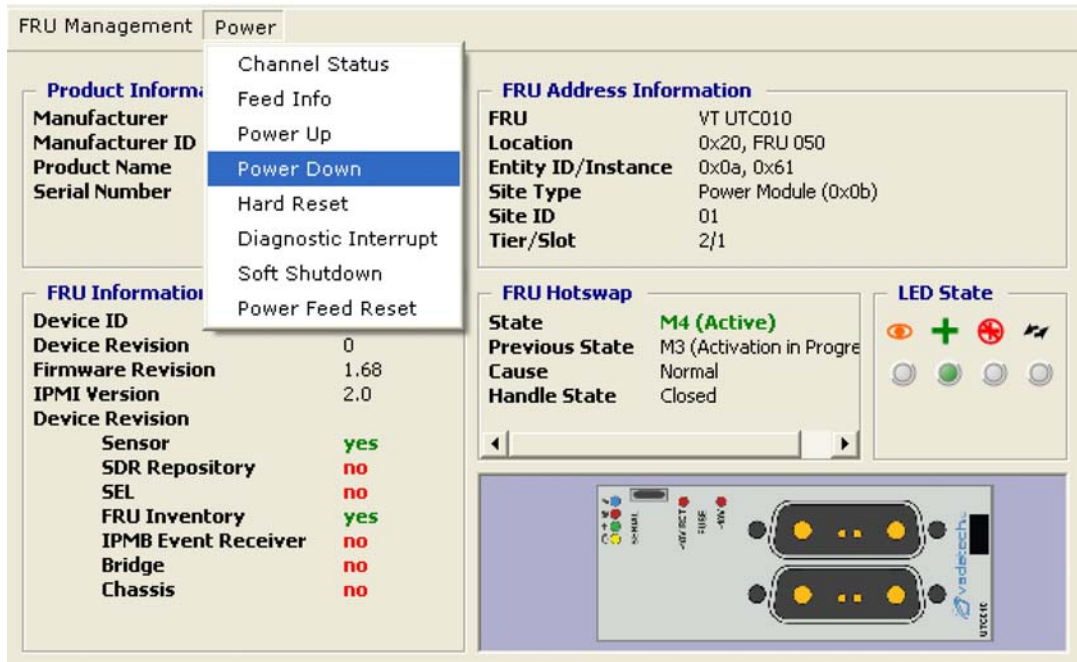 FRU Management Power
Channel Status
Feed Info
Power Up
Power Down
Hard Reset
Diagnostic Interrupt
Soft Shutdown
Power Feed Reset
Product Informa
Manufacturer
Manufacturer ID
Product Name
Serial Number
FRU Address Information
FRU VT UTC010
Location 0x20, FRU 050
Entity ID/Instance 0x0a, 0x61
Site Type Power Module (0x0b)
Site ID 01
Tier/Slot 2/1
FRU Information
Device ID
Device Revision 0
Firmware Revision 1.68
IPMI Version 2.0
Device Revision
Sensor yes
SDR Repository no
SEL no
FRU Inventory yes
IPMB Event Receiver no
Bridge no
Chassis no
FRU Hotswap
State M4 (Active)
Previous State M3 (Activation in Progre
Cause Normal
Handle State Closed
LED State
SERIAL
FUSE
vadatech
UTC010